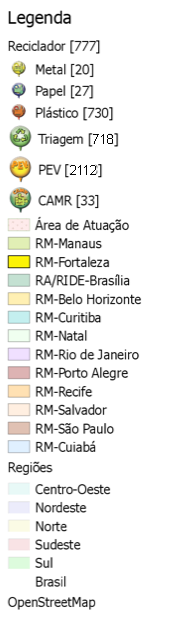 Legenda
Reciclador [777]
Metal [20]
Papel [27]
Plástico [730]
Triagem [718]
PEV [2112]
CAMR [33]
Área de Atuação
RM-Manaus
RM-Fortaleza
RA/RIDE-Brasília
RM-Belo Horizonte
RM-Curitiba
RM-Natal
RM-Rio de Janeiro
RM-Porto Alegre
RM-Recife
RM-Salvador
RM-São Paulo
RM-Cuiabá
Regiões
Centro-Oeste
Nordeste
Norte
Sudeste
Sul
Brasil
OpenStreetMap